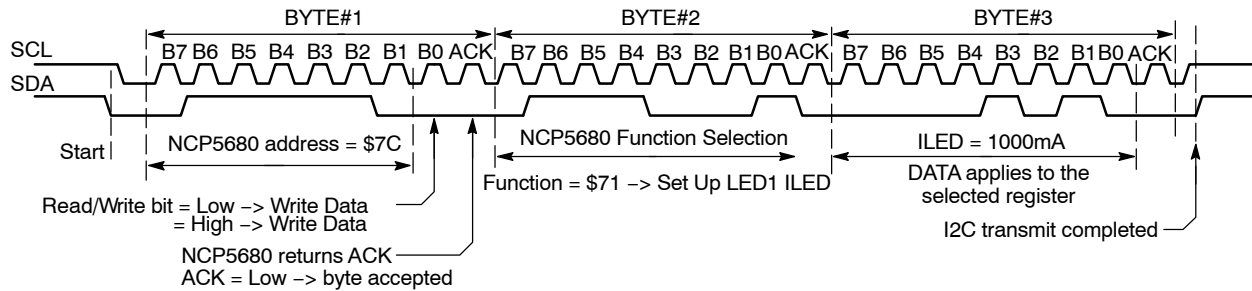 BYTE#1 BYTE#2 BYTE#3
SCL B7 B6 B5 B4 B3 B2 B1 B0 ACK B7 B6 B5 B4 B3 B2 B1 B0 ACK B7 B6 B5 B4 B3 B2 B1 B0 ACK
SDA
Start
NCP5680 address = $7C
NCP5680 Function Selection
ILED = 1000mA
Function = $71 −> Set Up LED1 ILED
DATA applies to the
selected register
Read/Write bit = Low −> Write Data
= High −> Write Data
I2C transmit completed
NCP5680 returns ACK
ACK = Low −> byte accepted